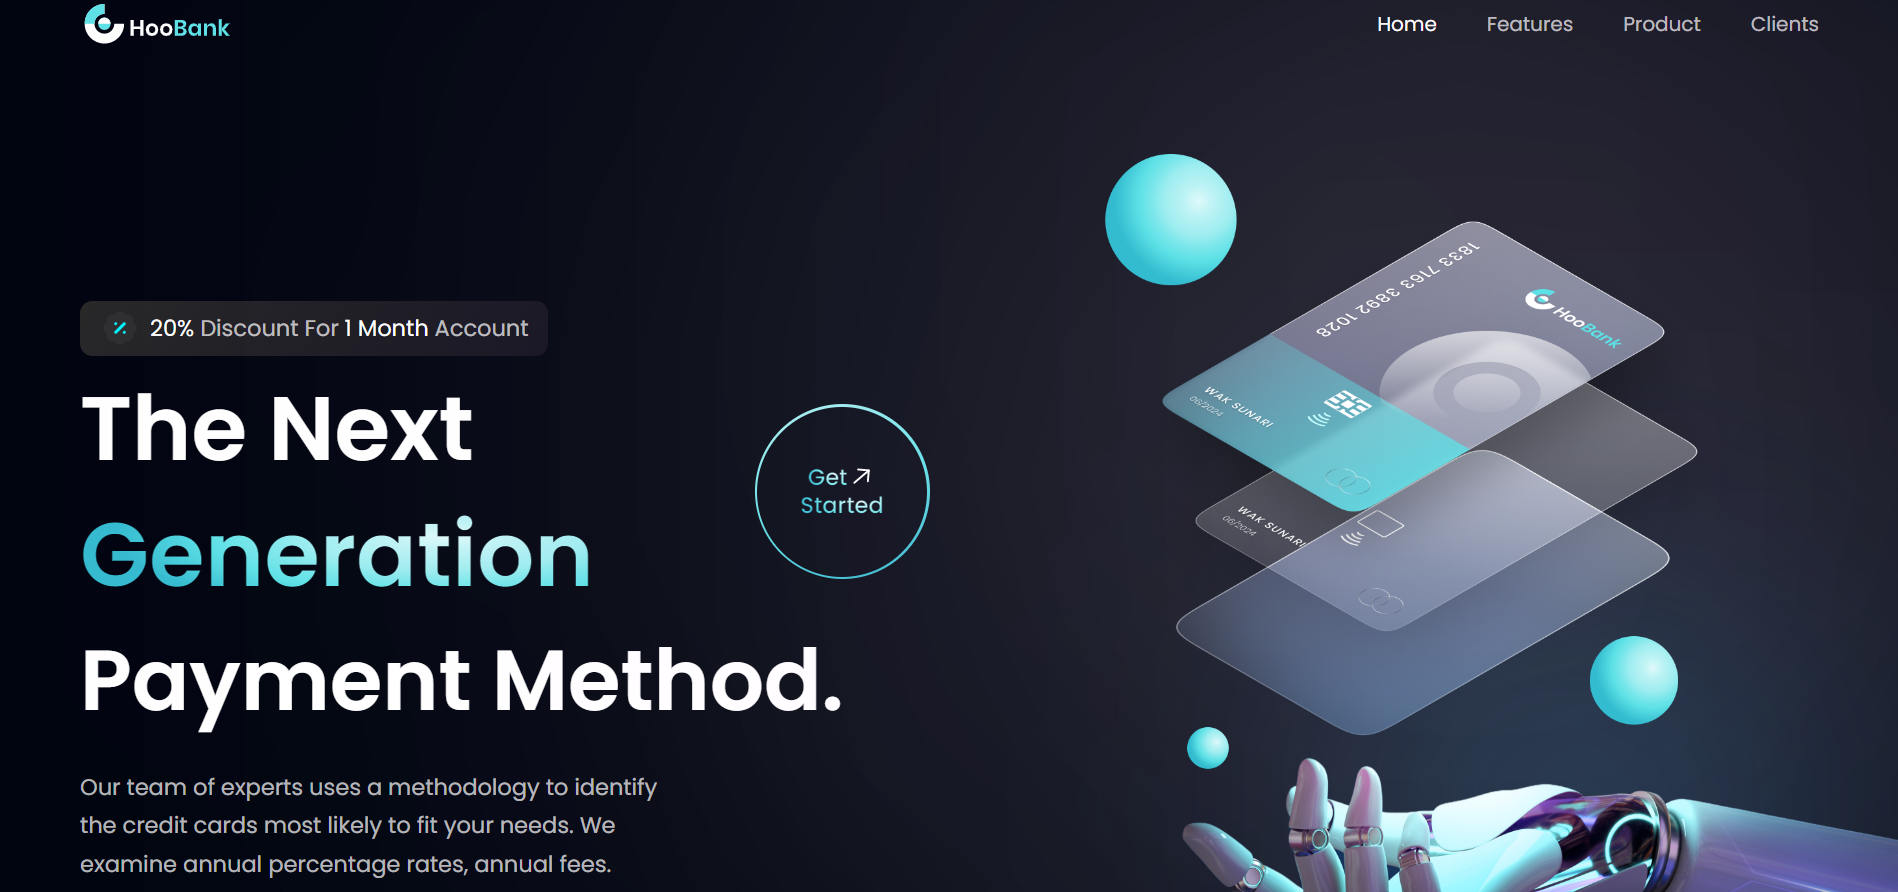 HooBank
Home
Features
Product
Clients
20% Discount For 1 Month Account
The Next
Generation
Payment Method.
Get
Started
Our team of experts uses a methodology to identify
the credit cards most likely to fit your needs. We
examine annual percentage rates, annual fees.
1833 7163 3892 1028
HooBank
WAK SUNARI
06/2024
WAK SUNARI
06/2024